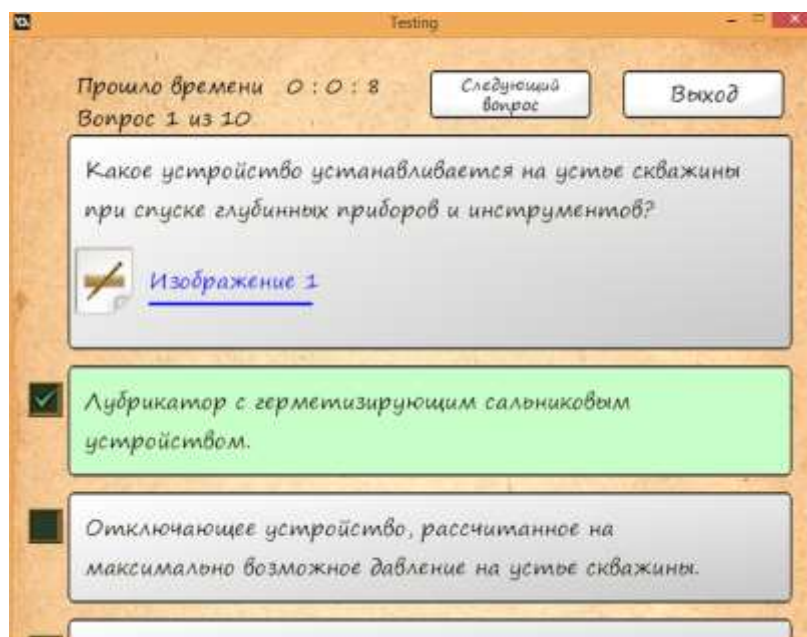 Testing
Прошло времени 0 : 0 : 8
Вопрос 1 из 10
Следующий
вопрос
Выход
Какое устройство устанавливается на устье скважины
при спуске глубинных приборов и инструментов?
Изображение 1
Лубрикатор с герметизирующим сальниковым
устройством.
Отключающее устройство, рассчитанное на
максимально возможное давление на устье скважины.